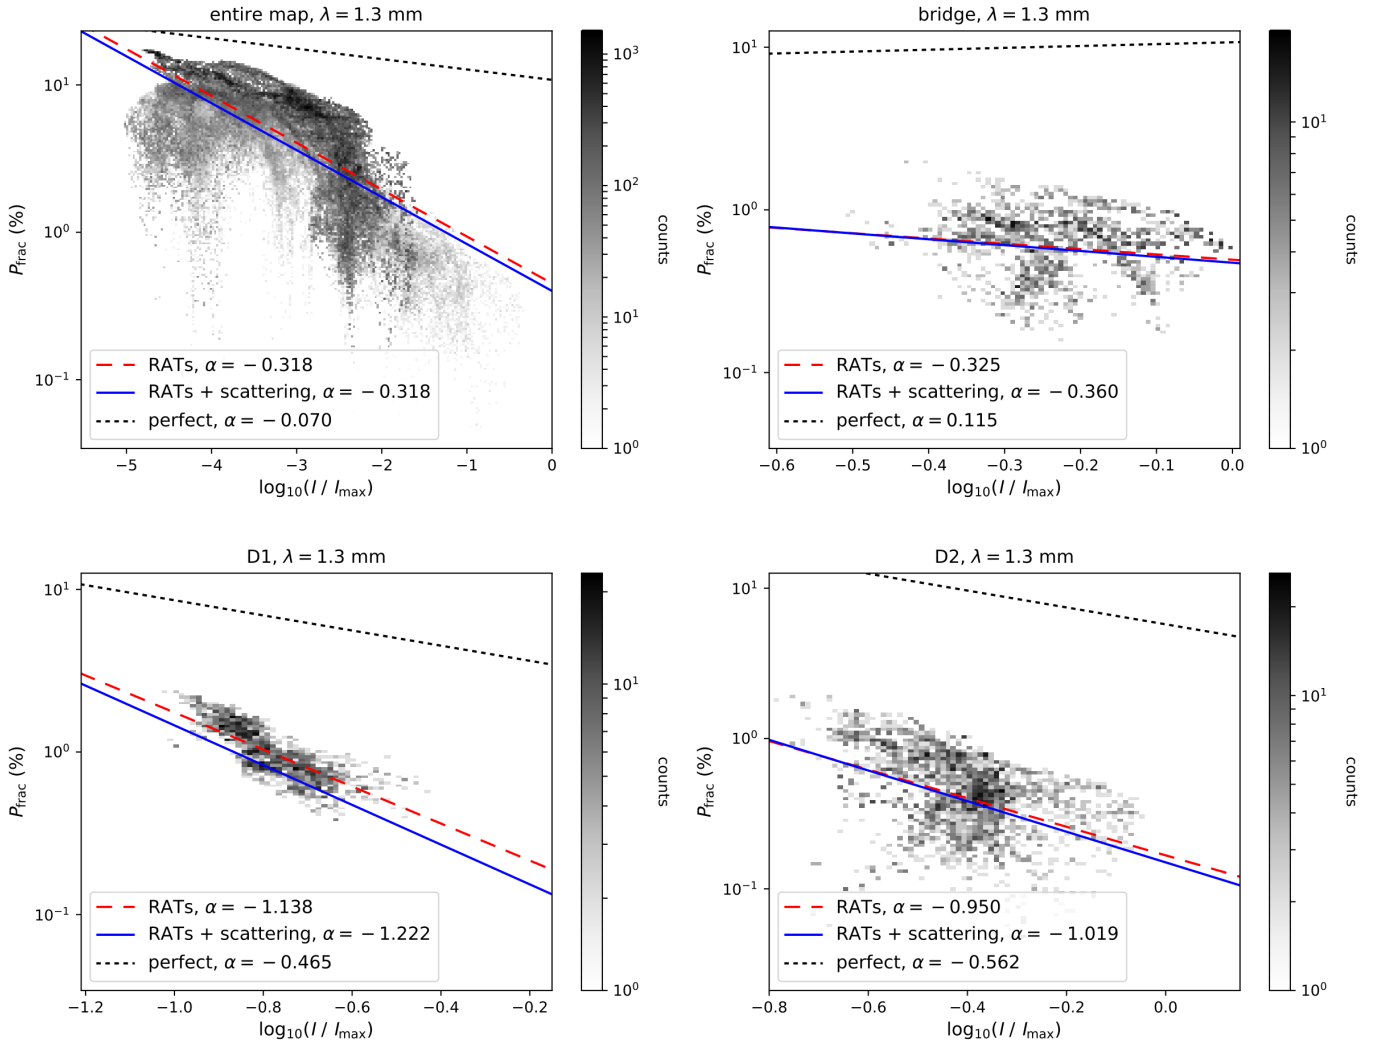 entire map, λ = 1.3 mm
10³
10¹
10²
10⁰
10¹
10⁻¹
10⁰
P_frac (%)
counts
RATs, α = −0.318
RATs + scattering, α = −0.318
perfect, α = −0.070
−5 −4 −3 −2 −1 0
log₁₀(I / I_max)
bridge, λ = 1.3 mm
10¹
10¹
10⁰
10⁻¹
10⁰
P_frac (%)
counts
RATs, α = −0.325
RATs + scattering, α = −0.360
perfect, α = 0.115
−0.6 −0.5 −0.4 −0.3 −0.2 −0.1 0.0
log₁₀(I / I_max)
D1, λ = 1.3 mm
10¹
10¹
10⁰
10⁻¹
10⁰
P_frac (%)
counts
RATs, α = −1.138
RATs + scattering, α = −1.222
perfect, α = −0.465
−1.2 −1.0 −0.8 −0.6 −0.4 −0.2
log₁₀(I / I_max)
D2, λ = 1.3 mm
10¹
10¹
10⁰
10⁻¹
10⁰
P_frac (%)
counts
RATs, α = −0.950
RATs + scattering, α = −1.019
perfect, α = −0.562
−0.8 −0.6 −0.4 −0.2 0.0
log₁₀(I / I_max)